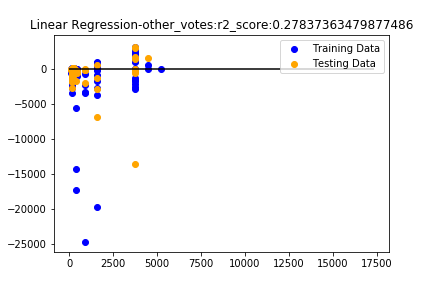 Linear Regression-other_votes:r2_score:0.27837363479877486
Training Data
Testing Data
0
−5000
−10000
−15000
−20000
−25000
0 2500 5000 7500 10000 12500 15000 17500